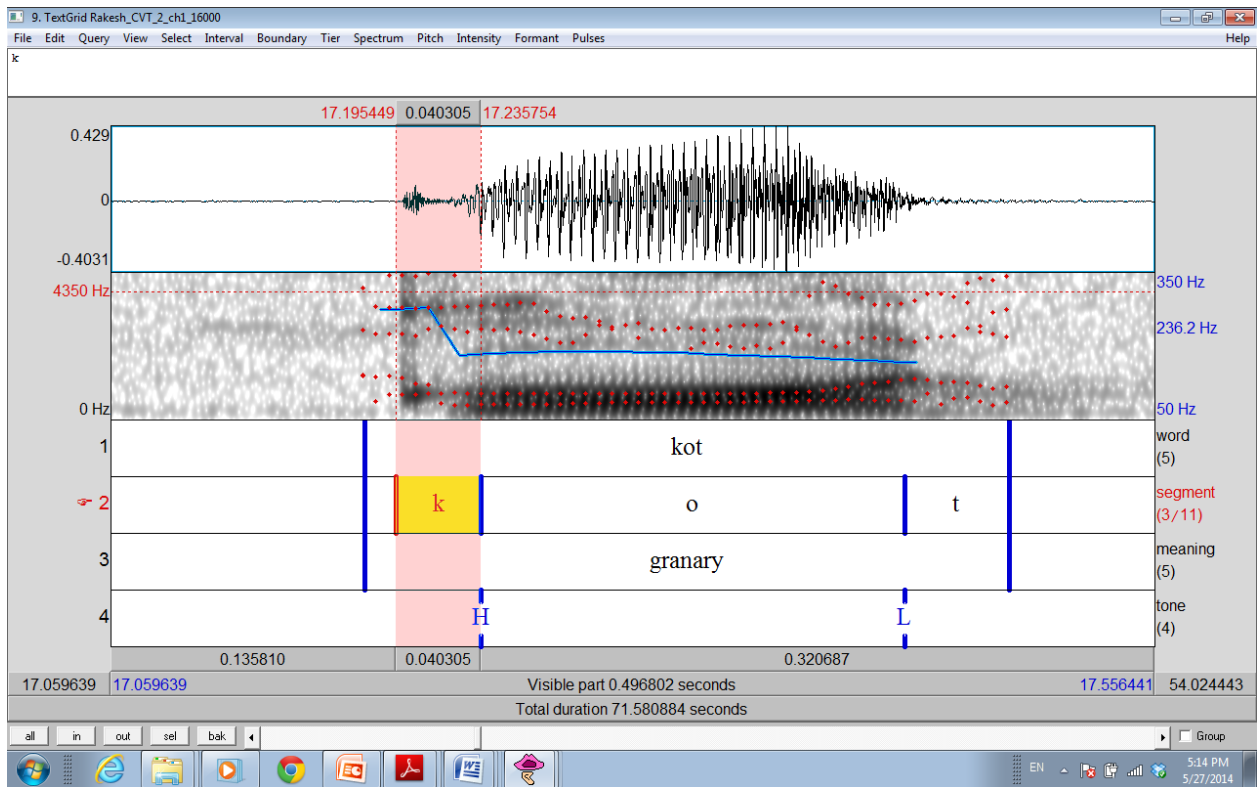 9. TextGrid Rakesh_CVT_2_ch1_16000
File Edit Query View Select Interval Boundary Tier Spectrum Pitch Intensity Formant Pulses Help
k
17.195449 0.040305 17.235754
0.429
0
-0.4031
4350 Hz 350 Hz
236.2 Hz
0 Hz 50 Hz
1 kot word
(5)
☞ 2 k o t segment
(3/11)
3 granary meaning
(5)
4 H L tone
(4)
0.135810 0.040305 0.320687
17.059639 17.059639 Visible part 0.496802 seconds 17.556441 54.024443
Total duration 71.580884 seconds
all in out sel bak Group
EN 5:14 PM
5/27/2014